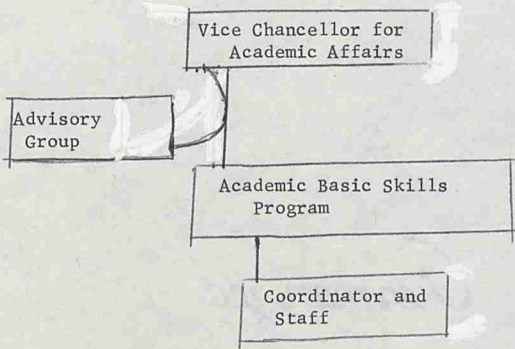 Vice Chancellor for
Academic Affairs
Advisory
Group
Academic Basic Skills
Program
Coordinator and
Staff